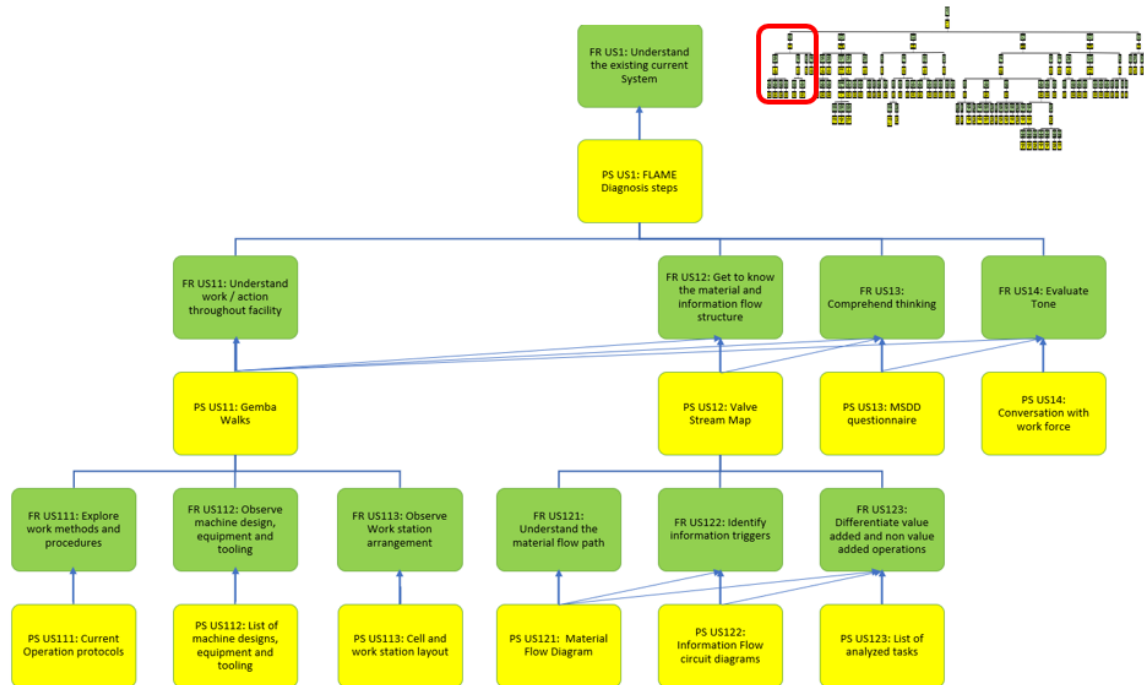 FR US1: Understand
the existing current
System
PS US1: FLAME
Diagnosis steps
FR US11: Understand
work / action
throughout facility
FR US12: Get to know
the material and
information flow
structure
FR US13:
Comprehend thinking
FR US14: Evaluate
Tone
PS US11: Gemba
Walks
PS US12: Valve
Stream Map
PS US13: MSDD
questionnaire
PS US14:
Conversation with
work force
FR US111: Explore
work methods and
procedures
FR US112: Observe
machine design,
equipment and
tooling
FR US113: Observe
Work station
arrangement
FR US121:
Understand the
material flow path
FR US122: Identify
information triggers
FR US123:
Differentiate value
added and non value
added operations
PS US111: Current
Operation protocols
PS US112: List of
machine designs,
equipment and
tooling
PS US113: Cell and
work station layout
PS US121: Material
Flow Diagram
PS US122:
Information Flow
circuit diagrams
PS US123: List of
analyzed tasks